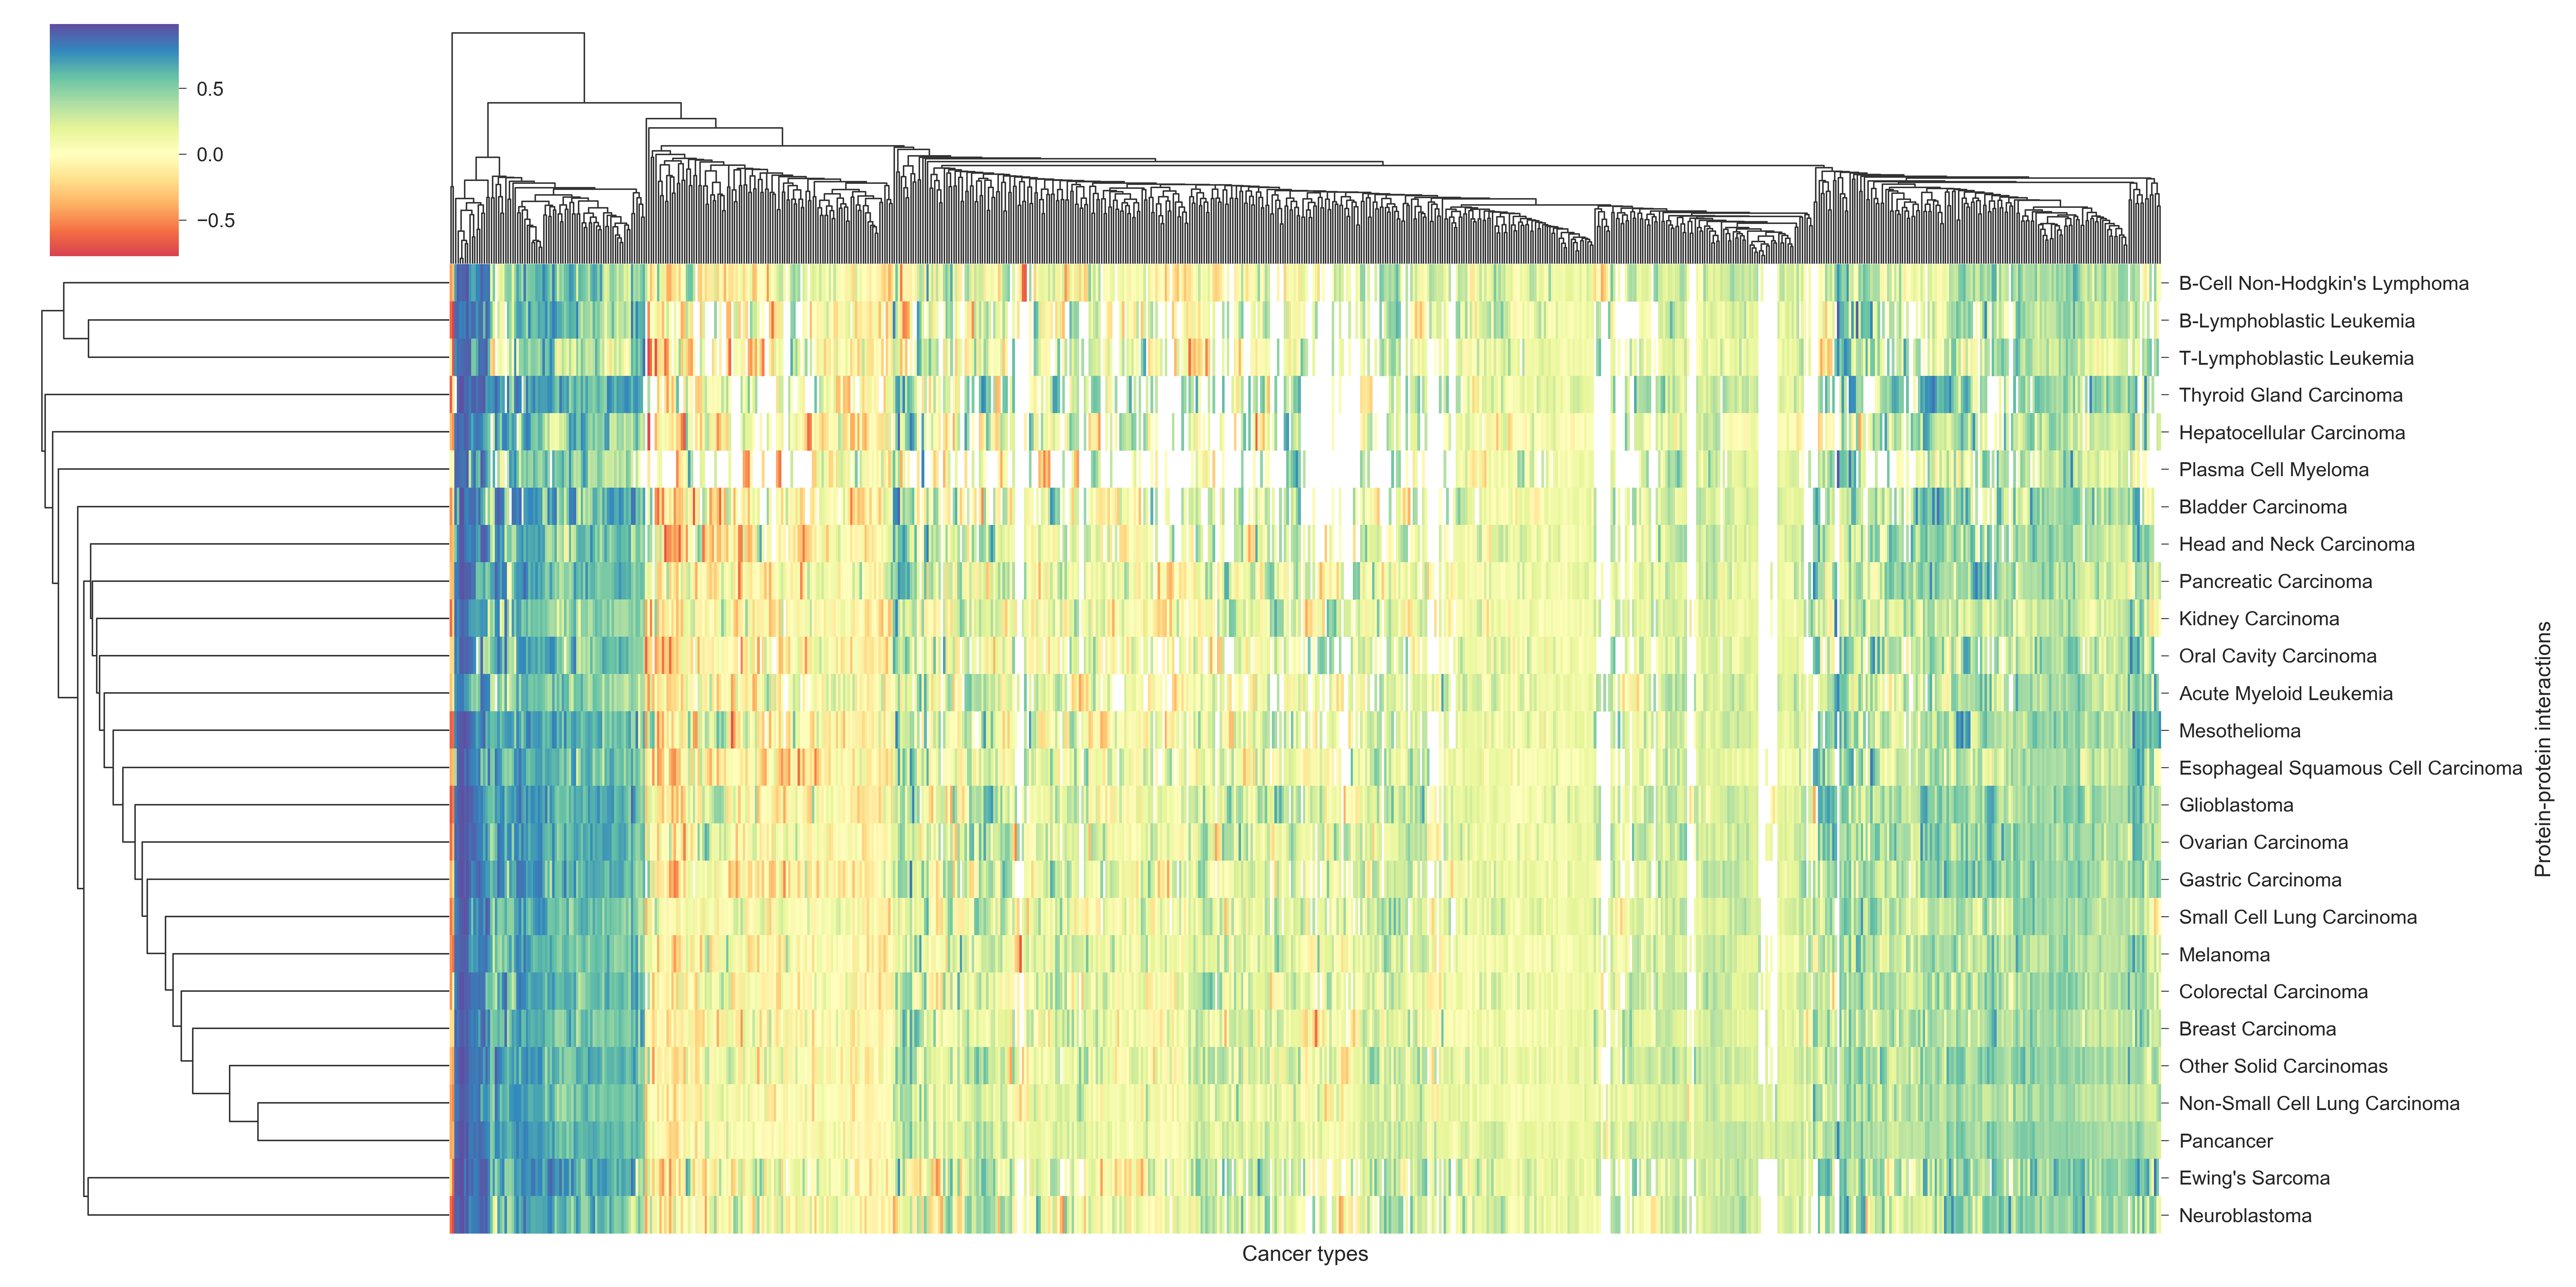 0.5
0.0
−0.5
B-Cell Non-Hodgkin's Lymphoma
B-Lymphoblastic Leukemia
T-Lymphoblastic Leukemia
Thyroid Gland Carcinoma
Hepatocellular Carcinoma
Plasma Cell Myeloma
Bladder Carcinoma
Head and Neck Carcinoma
Pancreatic Carcinoma
Kidney Carcinoma
Oral Cavity Carcinoma
Acute Myeloid Leukemia
Mesothelioma
Esophageal Squamous Cell Carcinoma
Glioblastoma
Ovarian Carcinoma
Gastric Carcinoma
Small Cell Lung Carcinoma
Melanoma
Colorectal Carcinoma
Breast Carcinoma
Other Solid Carcinomas
Non-Small Cell Lung Carcinoma
Pancancer
Ewing's Sarcoma
Neuroblastoma
Protein-protein interactions
Cancer types